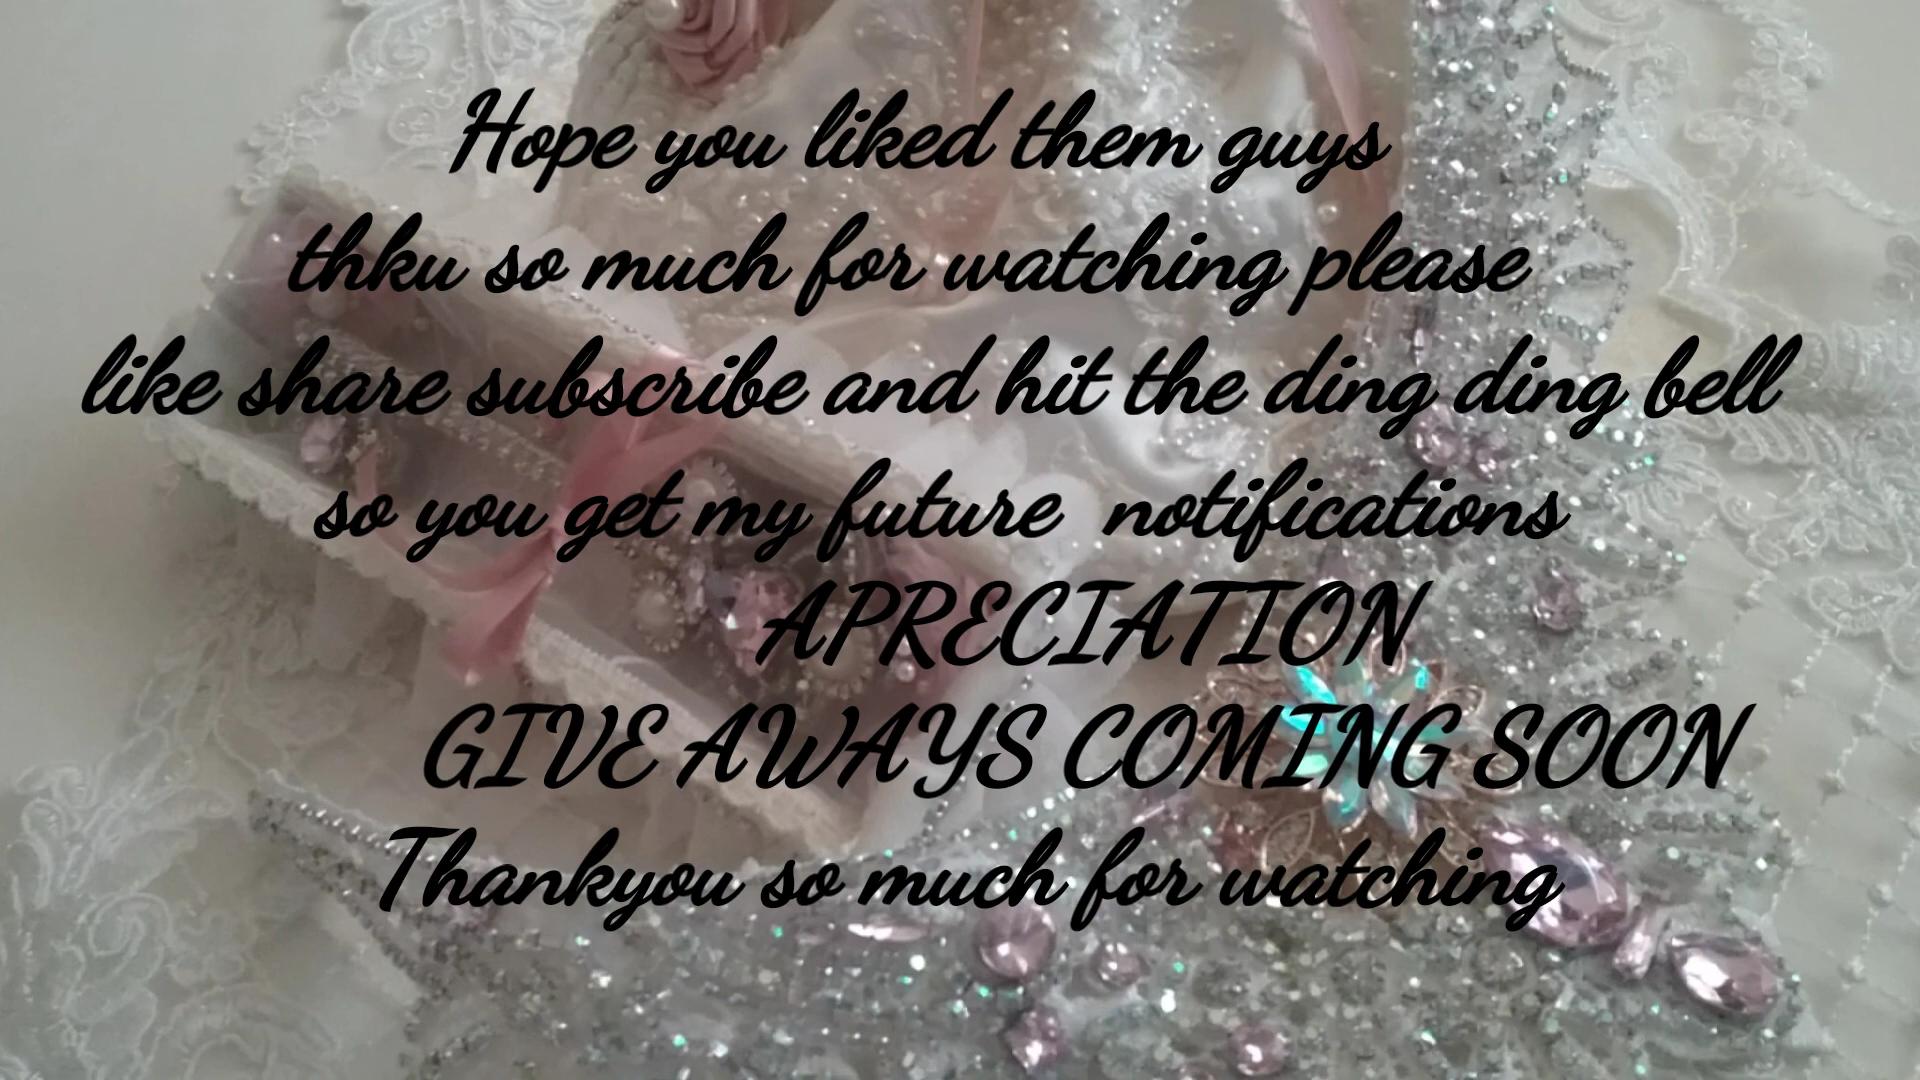 Hope you liked them guys
thku so much for watching please
like share subscribe and hit the ding ding bell
so you get my future notifications
APRECIATION
GIVE AWAYS COMING SOON
Thankyou so much for watching